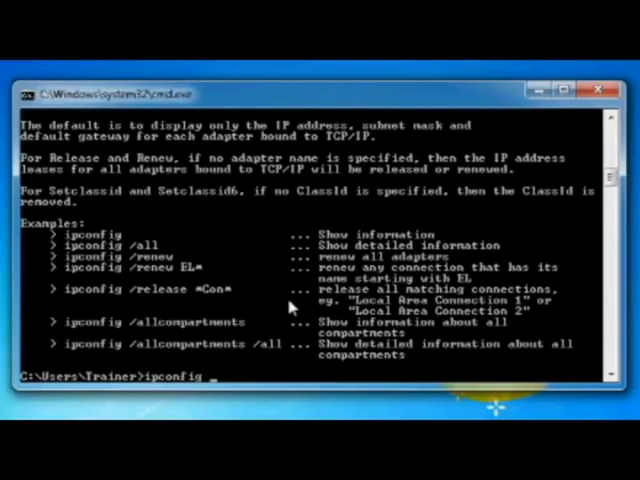 C:\Windows\system32\cmd.exe
The default is to display only the IP address, subnet mask and
default gateway for each adapter bound to TCP/IP.
For Release and Renew, if no adapter name is specified, then the IP address
leases for all adapters bound to TCP/IP will be released or renewed.
For Setclassid and Setclassid6, if no ClassId is specified, then the ClassId is
removed.
Examples:
> ipconfig ... Show information
> ipconfig /all ... Show detailed information
> ipconfig /renew ... renew all adapters
> ipconfig /renew EL* ... renew any connection that has its
name starting with EL
> ipconfig /release *Con* ... release all matching connections,
eg. "Local Area Connection 1" or
"Local Area Connection 2"
> ipconfig /allcompartments ... Show information about all
compartments
> ipconfig /allcompartments /all ... Show detailed information about all
compartments
C:\Users\Trainer>ipconfig _